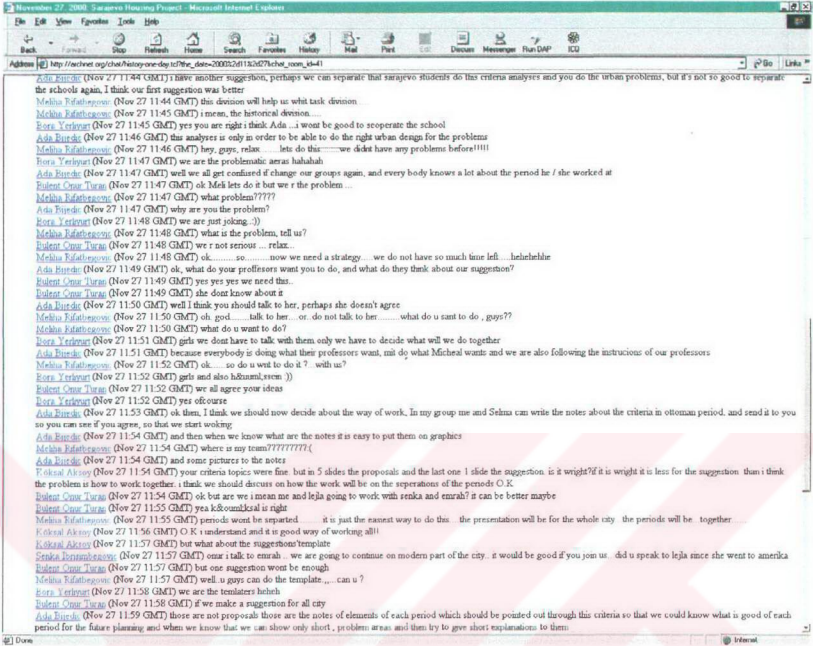 November 27, 2000, Sarajevo Housing Project - Microsoft Internet Explorer
File Edit View Favorites Tools Help
Back Forward Stop Refresh Home Search Favorites History Mail Print Edit Discuss Messenger Run DAP ICQ
Address http://archnet.org/chat/history-one-day.tcl?the_date=2000%2d11%2d27&chat_room_id=41 Go Links
Ada Bijedic (Nov 27 11:44 GMT) i have another suggestion, perhaps we can separate that sarajevo students do this criteria analyses and you do the urban problems, but it's not so good to separate
the schools again, I think our first suggestion was better
Meliha Rifatbegovic (Nov 27 11:44 GMT) this division will help us whit task division....
Meliha Rifatbegovic (Nov 27 11:45 GMT) i mean, the historical division.....
Bora Yerliyurt (Nov 27 11:45 GMT) yes you are right i think Ada ...i wont be good to seoperate the school
Ada Bijedic (Nov 27 11:46 GMT) this analyses is only in order to be able to do the right urban design for the problems
Meliha Rifatbegovic (Nov 27 11:46 GMT) hey, guys, relax........lets do this------we didnt have any problems before!!!!!
Bora Yerliyurt (Nov 27 11:47 GMT) we are the problematic aeras hahahah
Ada Bijedic (Nov 27 11:47 GMT) well we all get confused if change our groups again, and every body knows a lot about the period he / she worked at
Bulent Onur Turan (Nov 27 11:47 GMT) ok Meli lets do it but we r the problem ...
Meliha Rifatbegovic (Nov 27 11:47 GMT) what problem?????
Ada Bijedic (Nov 27 11:47 GMT) why are you the problem?
Bora Yerliyurt (Nov 27 11:48 GMT) we are just joking..:))
Meliha Rifatbegovic (Nov 27 11:48 GMT) what is the problem, tell us?
Bulent Onur Turan (Nov 27 11:48 GMT) we r not serious ... relax...
Meliha Rifatbegovic (Nov 27 11:48 GMT) ok..........so..........now we need a strategy.....we do not have so much time left.....hehehehhe
Ada Bijedic (Nov 27 11:49 GMT) ok, what do your proffesors want you to do, and what do they think about our suggestion?
Bulent Onur Turan (Nov 27 11:49 GMT) yes yes yes we need this..
Bulent Onur Turan (Nov 27 11:49 GMT) she dont know about it
Ada Bijedic (Nov 27 11:50 GMT) well I think you should talk to her, perhaps she doesn't agree
Meliha Rifatbegovic (Nov 27 11:50 GMT) oh. god........talk to her....or..do not talk to her.........what do u sant to do , guys??
Meliha Rifatbegovic (Nov 27 11:50 GMT) what do u want to do?
Bora Yerliyurt (Nov 27 11:51 GMT) girls we dont have to talk with them only we have to decide what will we do together
Ada Bijedic (Nov 27 11:51 GMT) because everybody is doing what their professors want, mit do what Micheal wants and we are also following the instrucions of our professors
Meliha Rifatbegovic (Nov 27 11:52 GMT) ok......so do u wnt to do it ?...with us?
Bora Yerliyurt (Nov 27 11:52 GMT) girls and also h&uuml,ssein :))
Bulent Onur Turan (Nov 27 11:52 GMT) we all agree your ideas
Bora Yerliyurt (Nov 27 11:52 GMT) yes ofcourse
Ada Bijedic (Nov 27 11:53 GMT) ok then, I think we should now decide about the way of work, In my group me and Selma can write the notes about the criteria in ottoman period, and send it to you
so you can see if you agree, so that we start woking
Ada Bijedic (Nov 27 11:54 GMT) and then when we know what are the notes it is easy to put them on graphics
Meliha Rifatbegovic (Nov 27 11:54 GMT) where is my team?????????:(
Ada Bijedic (Nov 27 11:54 GMT) and some pictures to the notes
Köksal Aksoy (Nov 27 11:54 GMT) your criteria topics were fine. but in 5 slides the proposals and the last one 1 slide the suggestion. is it wright?if it is wright it is less for the suggestion. than i think
the problem is how to work together. i think we should discuss on how the work will be on the seperations of the periods O.K
Bulent Onur Turan (Nov 27 11:54 GMT) ok but are we i mean me and lejla going to work with senka and emrah? it can be better maybe
Bulent Onur Turan (Nov 27 11:55 GMT) yea k&ouml;ksal is right
Meliha Rifatbegovic (Nov 27 11:55 GMT) periods wont be separted..........it is just the easnest way to do this....the presentation will be for the whole city...the periods will be...together........
Köksal Aksoy (Nov 27 11:56 GMT) O.K i understand and it is good way of working all!!
Köksal Aksoy (Nov 27 11:57 GMT) but what about the suggestions'template
Senka Ibrisimbegovic (Nov 27 11:57 GMT) onur i talk to emrah .. we are going to continue on modern part of the city.. it would be good if you join us.. did u speak to lejla since she went to amerika
Bulent Onur Turan (Nov 27 11:57 GMT) but one suggestion wont be enough
Meliha Rifatbegovic (Nov 27 11:57 GMT) well..u guys can do the template.,,...can u ?
Bora Yerliyurt (Nov 27 11:58 GMT) we are the temlaters heheh
Bulent Onur Turan (Nov 27 11:58 GMT) if we make a suggestion for all city
Ada Bijedic (Nov 27 11:59 GMT) those are not proposals those are the notes of elements of each period which should be pointed out through this criteria so that we could know what is good of each
period for the future planning and when we know that we can show only short , problem areas and then try to gve short explanations to them
Done Internet